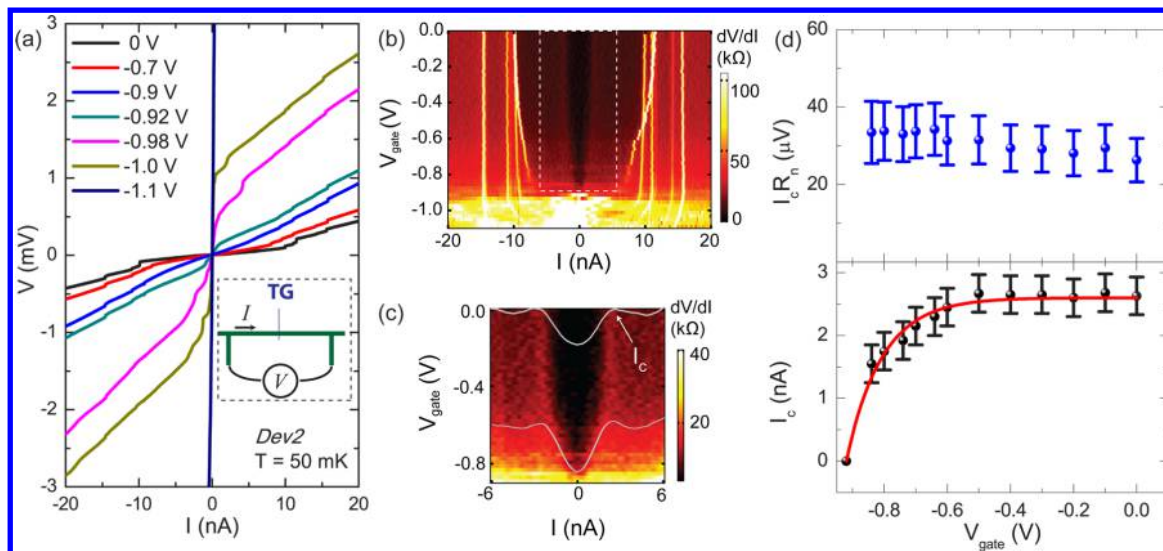 (a)
3
2
1
0
-1
-2
-3
V (mV)
0 V
-0.7 V
-0.9 V
-0.92 V
-0.98 V
-1.0 V
-1.1 V
TG
I
V
Dev2
T = 50 mK
-20 -10 0 10 20
I (nA)
(b)
dV/dI
(kΩ)
0.0
-0.2
-0.4
-0.6
-0.8
-1.0
V_gate (V)
100
50
0
-20 -10 0 10 20
I (nA)
(c)
dV/dI
(kΩ)
0.0
-0.4
-0.8
V_gate (V)
I_c
40
20
-6 0 6
I (nA)
(d)
60
40
20
I_cR_n (μV)
3
2
1
0
I_c (nA)
-0.8 -0.6 -0.4 -0.2 0.0
V_gate (V)